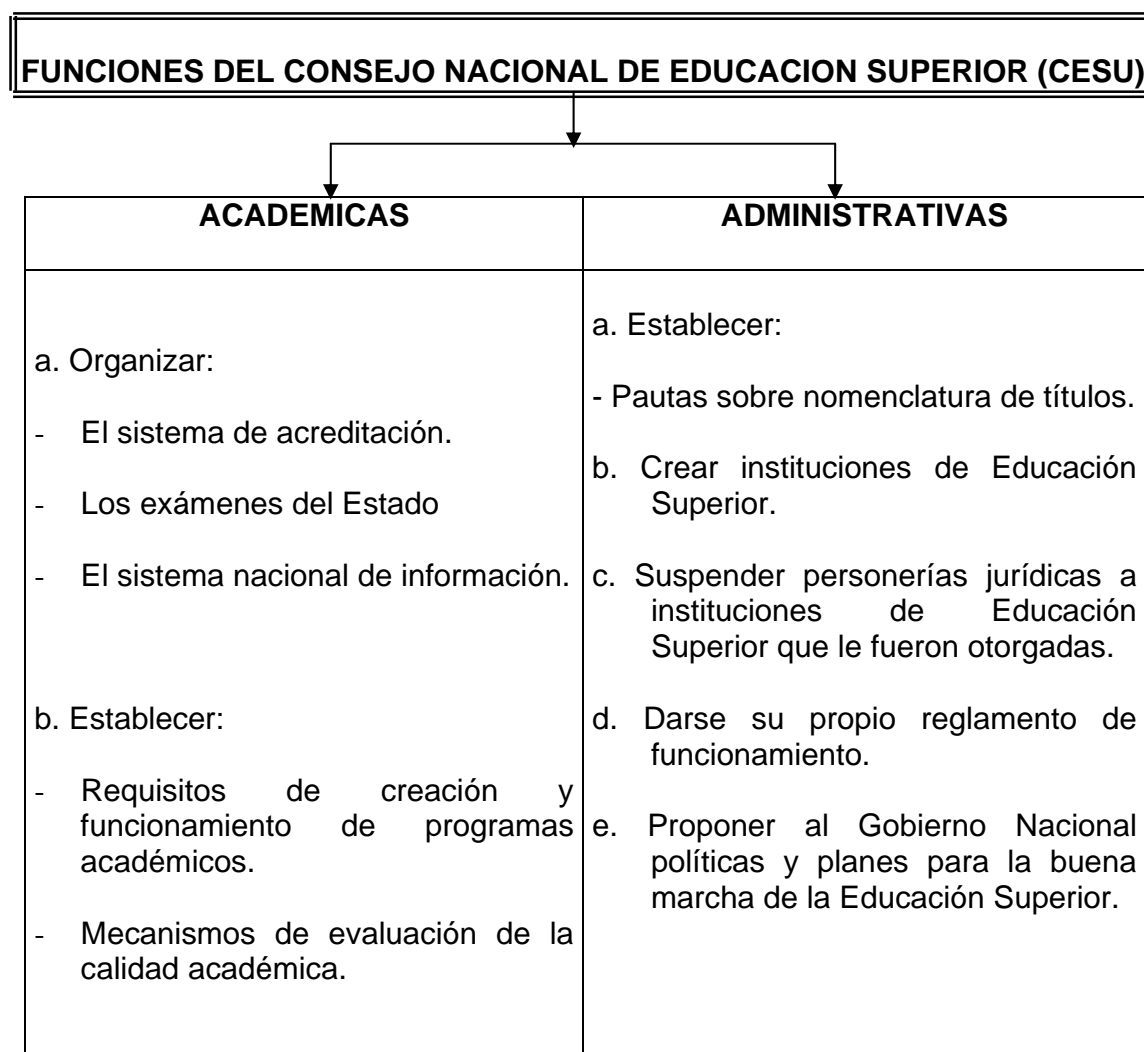 FUNCIONES DEL CONSEJO NACIONAL DE EDUCACION SUPERIOR (CESU)
ACADEMICAS
a. Organizar:
- El sistema de acreditación.
- Los exámenes del Estado
- El sistema nacional de información.
b. Establecer:
- Requisitos de creación y
funcionamiento de programas
académicos.
- Mecanismos de evaluación de la
calidad académica.
ADMINISTRATIVAS
a. Establecer:
- Pautas sobre nomenclatura de títulos.
b. Crear instituciones de Educación
Superior.
c. Suspender personerías jurídicas a
instituciones de Educación
Superior que le fueron otorgadas.
d. Darse su propio reglamento de
funcionamiento.
e. Proponer al Gobierno Nacional
políticas y planes para la buena
marcha de la Educación Superior.